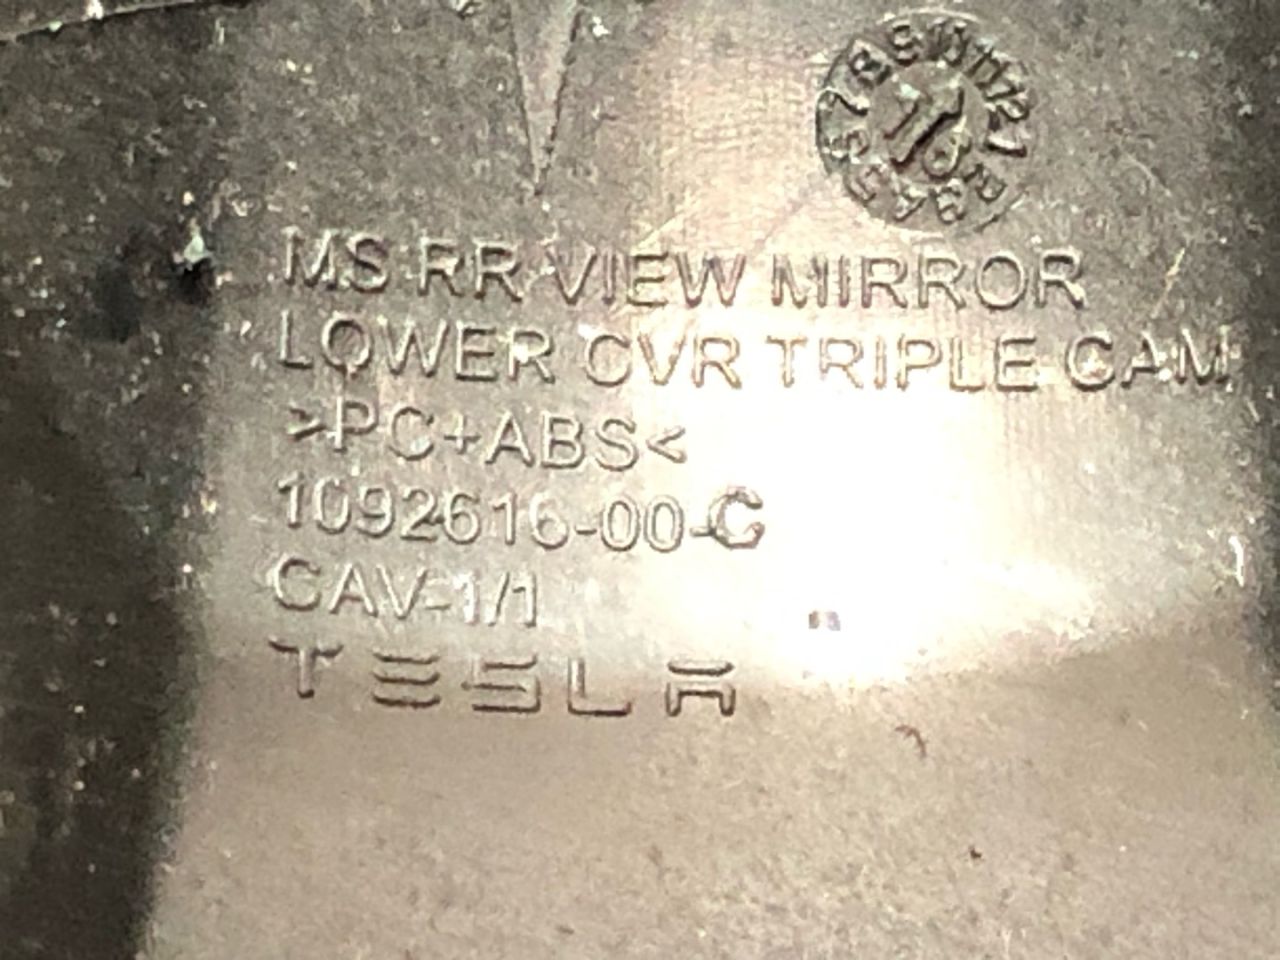 MS RR VIEW MIRROR
LOWER CVR TRIPLE CAM
>PC+ABS<
1092616-00-C
CAV-1/1
TESLA